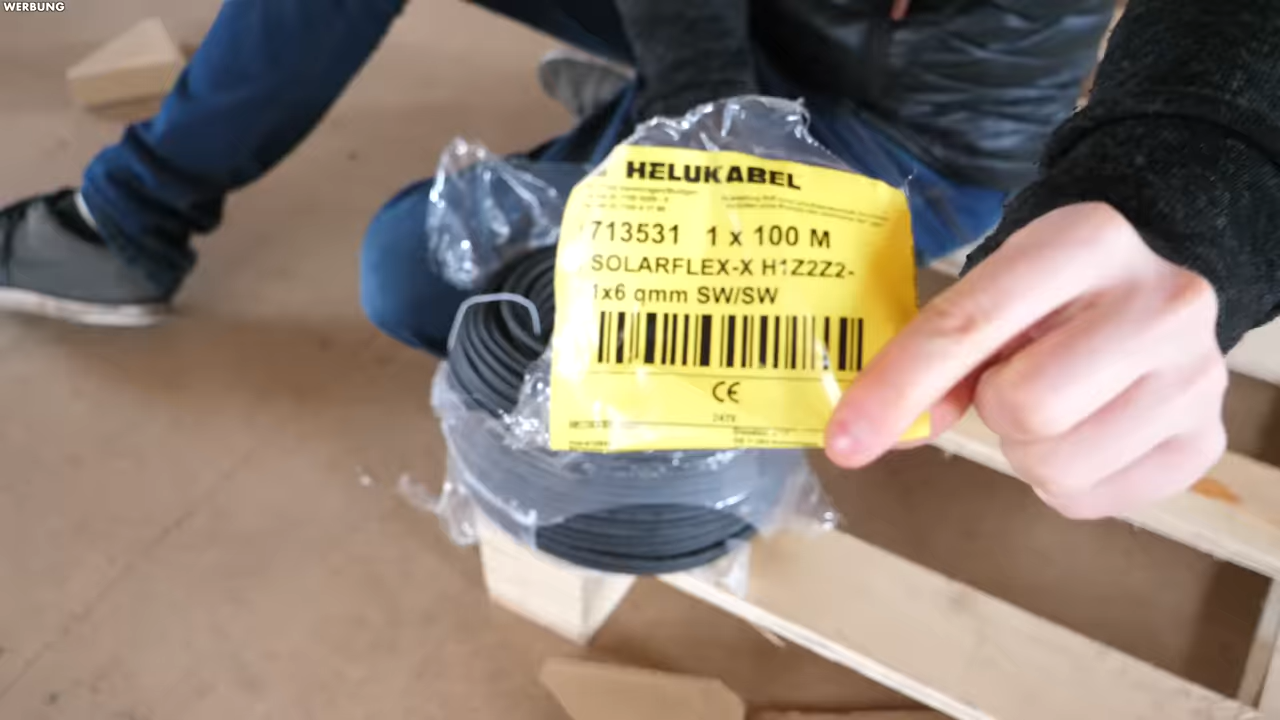 WERBUNG
HELUKABEL
713531 1 x 100 M
SOLARFLEX-X H1Z2Z2-
1x6 qmm SW/SW
CE